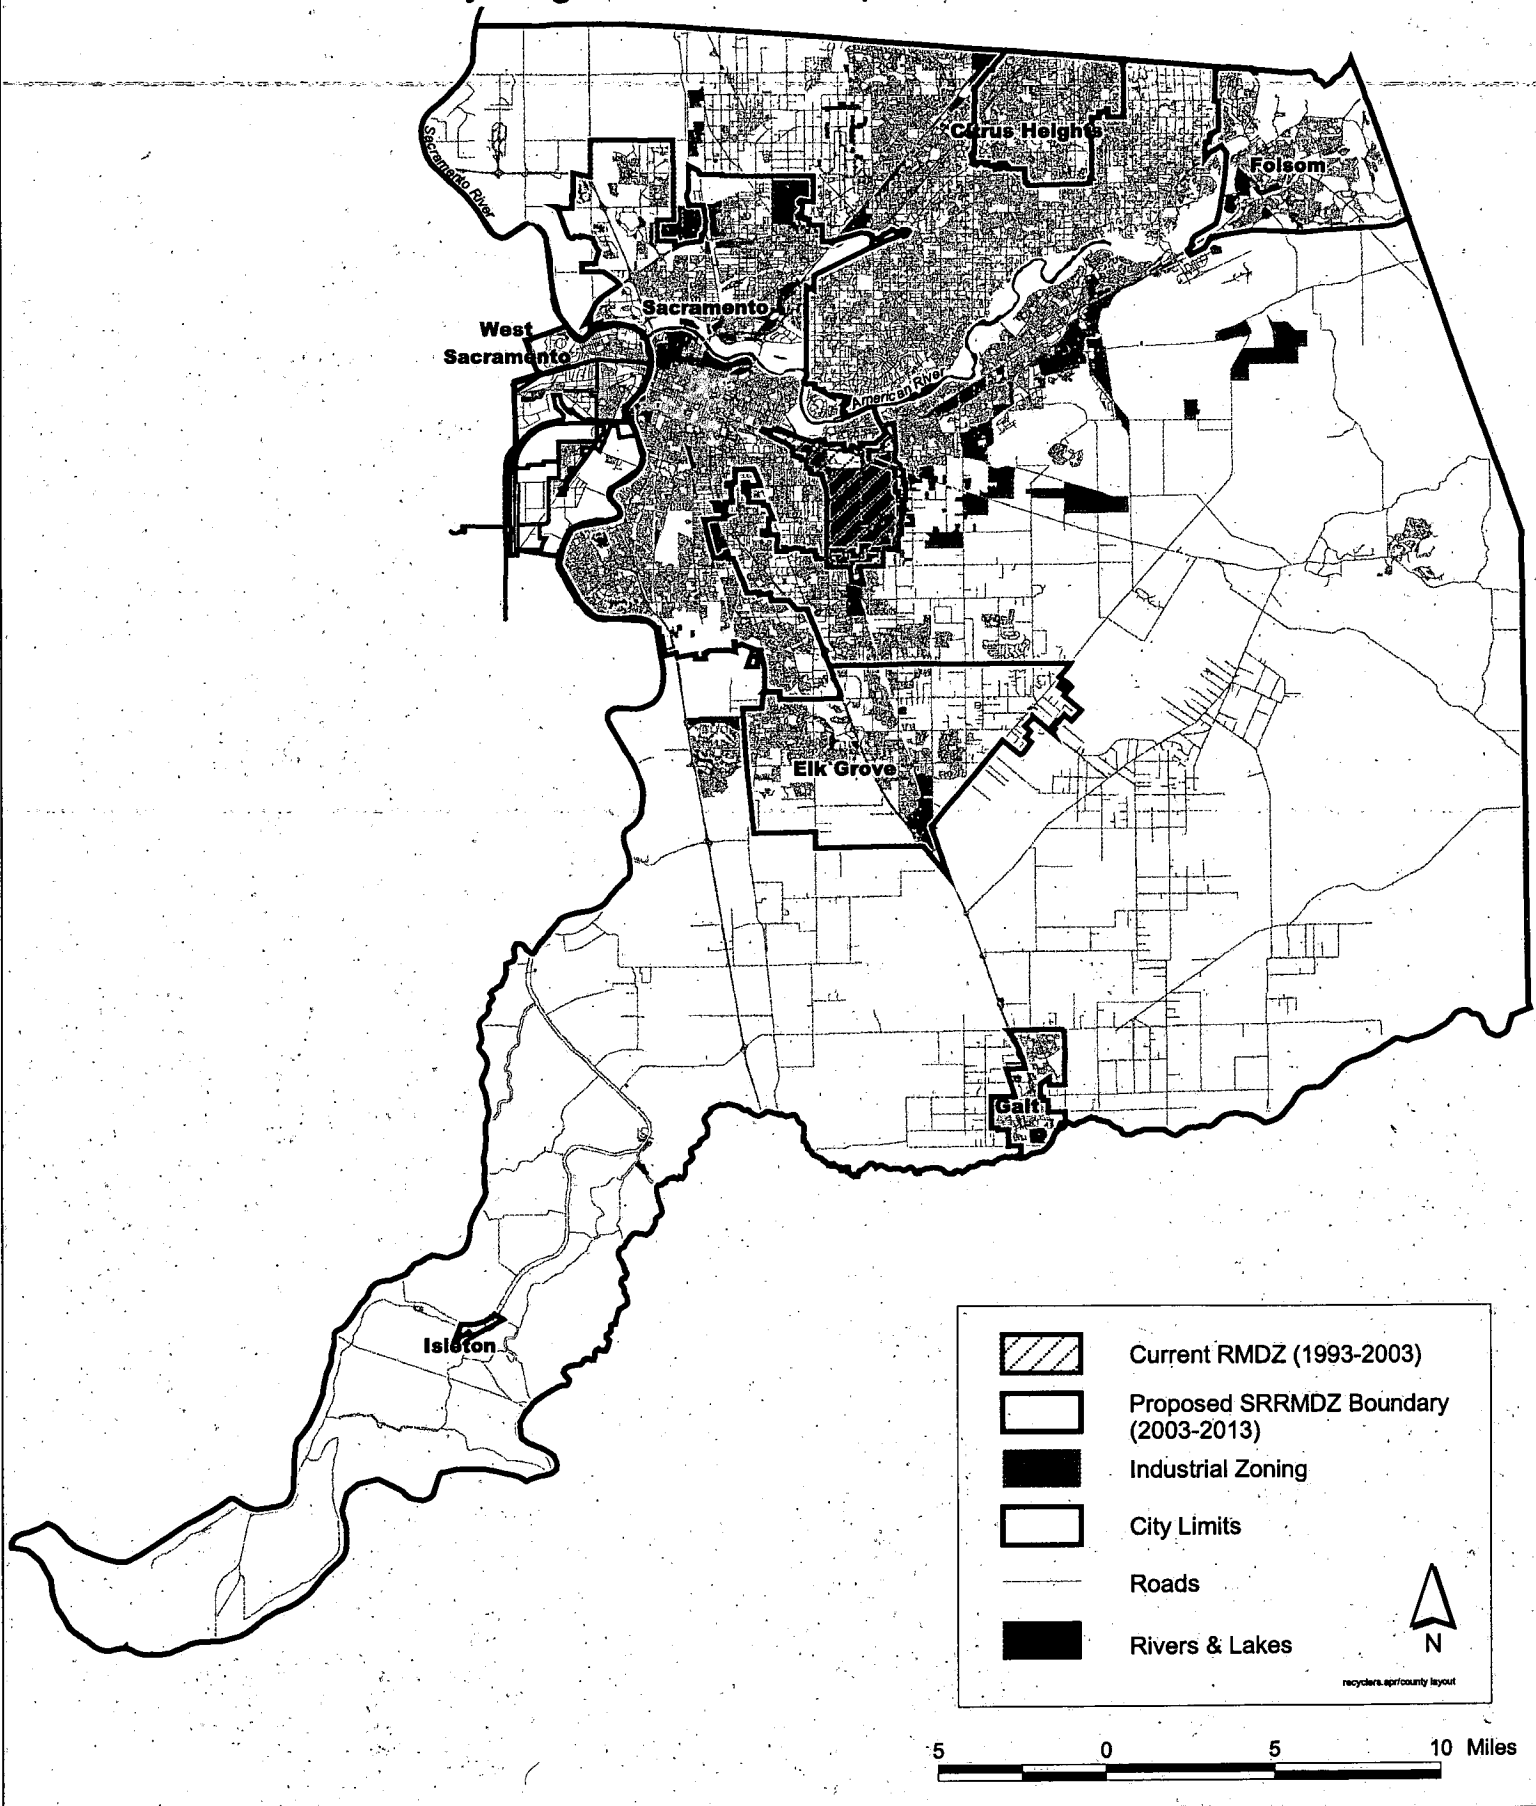 Citrus Heights
Folsom
Sacramento River
Sacramento
West
Sacramento
American River
Elk Grove
Galt
Isleton
Current RMDZ (1993-2003)
Proposed SRRMDZ Boundary
(2003-2013)
Industrial Zoning
City Limits
Roads
Rivers & Lakes
N
recyclers.apr/county layout
5 0 5 10 Miles